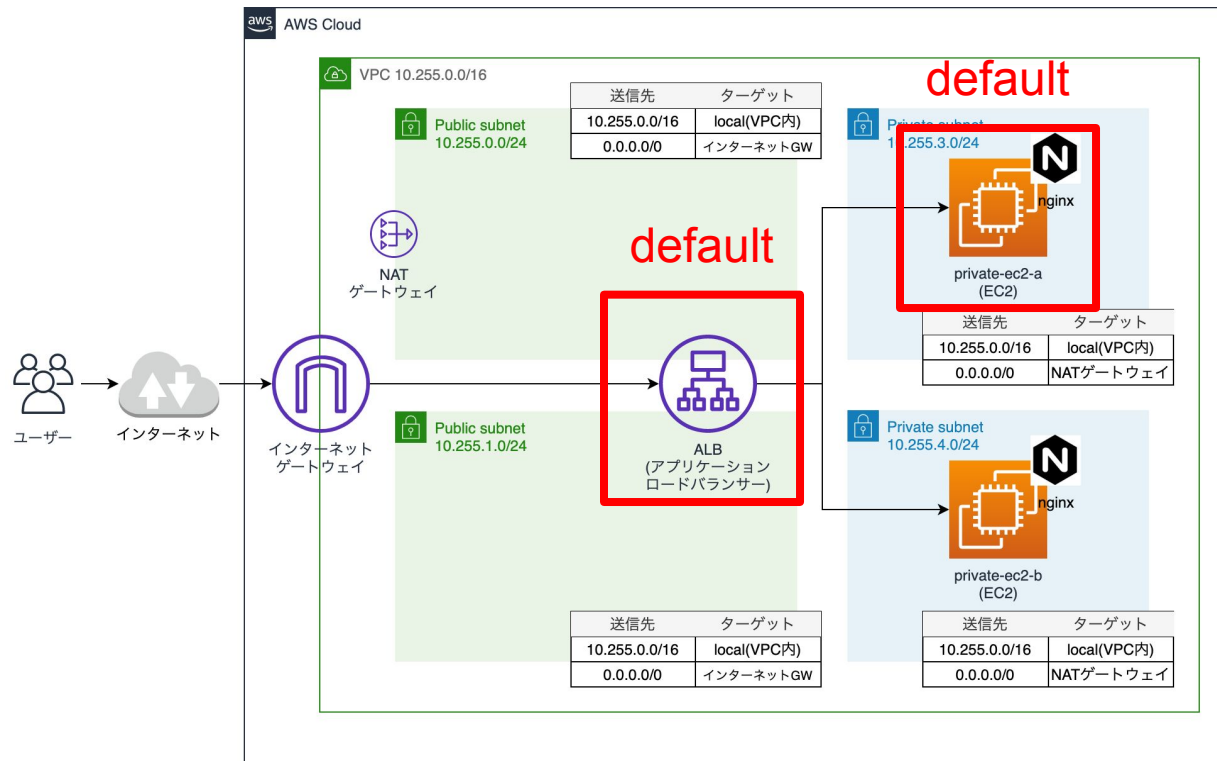 aws
AWS Cloud
VPC 10.255.0.0/16
default
送信先 ターゲット
10.255.0.0/16 local(VPC内)
0.0.0.0/0 インターネットGW
Public subnet
10.255.0.0/24
Private subnet
10.255.3.0/24
N
nginx
private-ec2-a
(EC2)
NAT
ゲートウェイ
default
送信先 ターゲット
10.255.0.0/16 local(VPC内)
0.0.0.0/0 NATゲートウェイ
ユーザー
インターネット
インターネット
ゲートウェイ
Public subnet
10.255.1.0/24
ALB
(アプリケーション
ロードバランサー)
Private subnet
10.255.4.0/24
N
nginx
private-ec2-b
(EC2)
送信先 ターゲット
10.255.0.0/16 local(VPC内)
0.0.0.0/0 インターネットGW
送信先 ターゲット
10.255.0.0/16 local(VPC内)
0.0.0.0/0 NATゲートウェイ